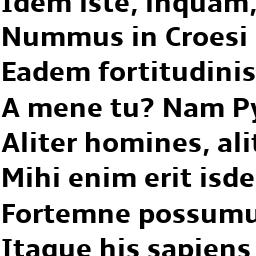 Idem iste, inquam,
Nummus in Croesi
Eadem fortitudinis
A mene tu? Nam Py
Aliter homines, alit
Mihi enim erit isde
Fortemne possumu
Itaque his sapiens